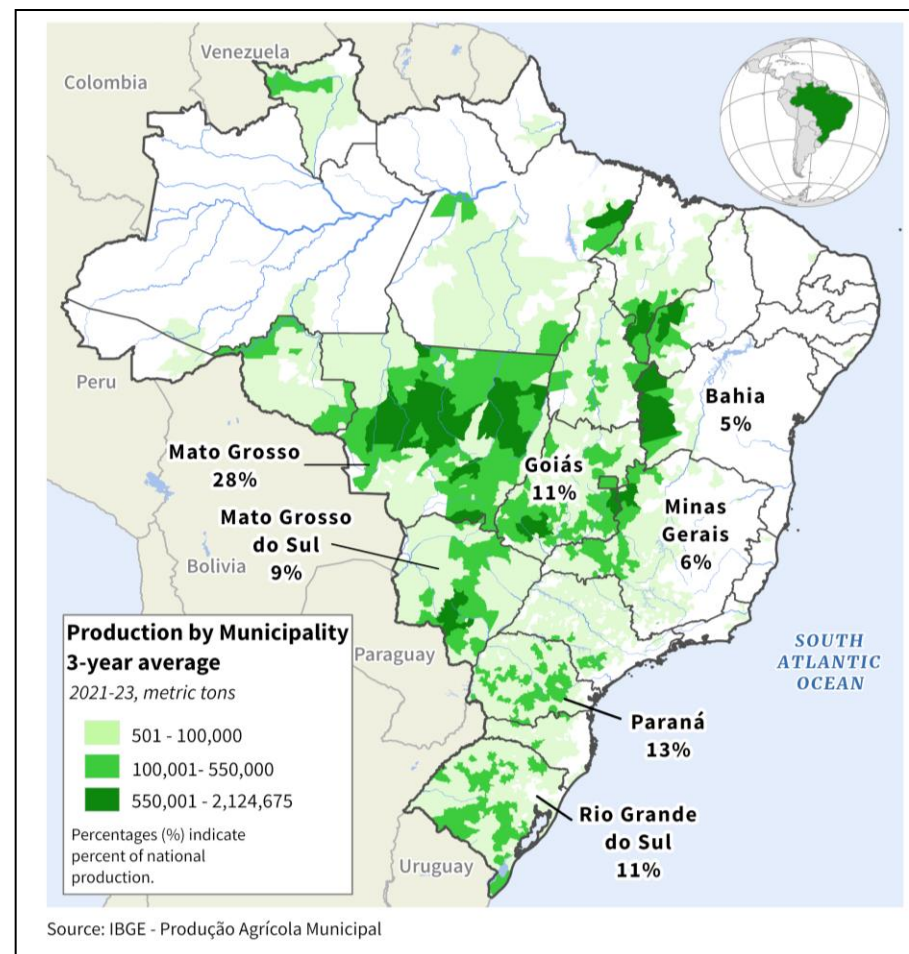 Venezuela
Colombia
Peru
Bahia
5%
Mato Grosso
28%
Goiás
11%
Mato Grosso
do Sul
9%
Minas
Gerais
6%
Bolivia
Production by Municipality
3-year average
2021-23, metric tons
501 - 100,000
100,001- 550,000
550,001 - 2,124,675
Percentages (%) indicate
percent of national
production.
Paraguay
SOUTH
ATLANTIC
OCEAN
Paraná
13%
Rio Grande
do Sul
11%
Uruguay
Source: IBGE - Produção Agrícola Municipal